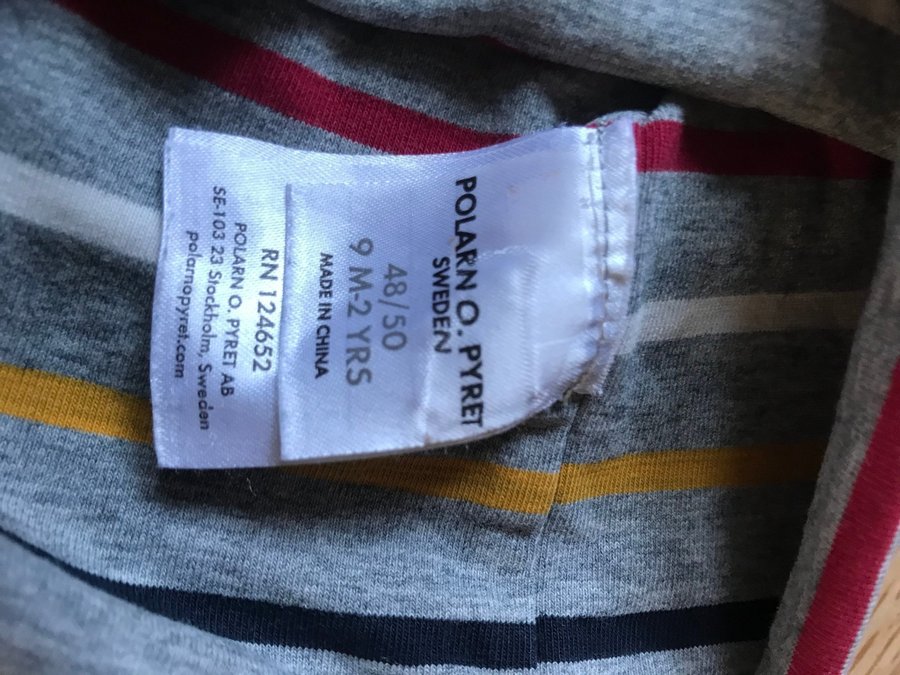 POLARN O. PYRET
SWEDEN
48/50
9 M-2 YRS
MADE IN CHINA
RN 124652
POLARN O. PYRET AB
SE-103 23 Stockholm, Sweden
polarnopyret.com